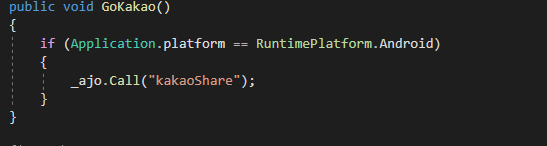 public void GoKakao()
{
if (Application.platform == RuntimePlatform.Android)
{
_ajo.Call("kakaoShare");
}
}